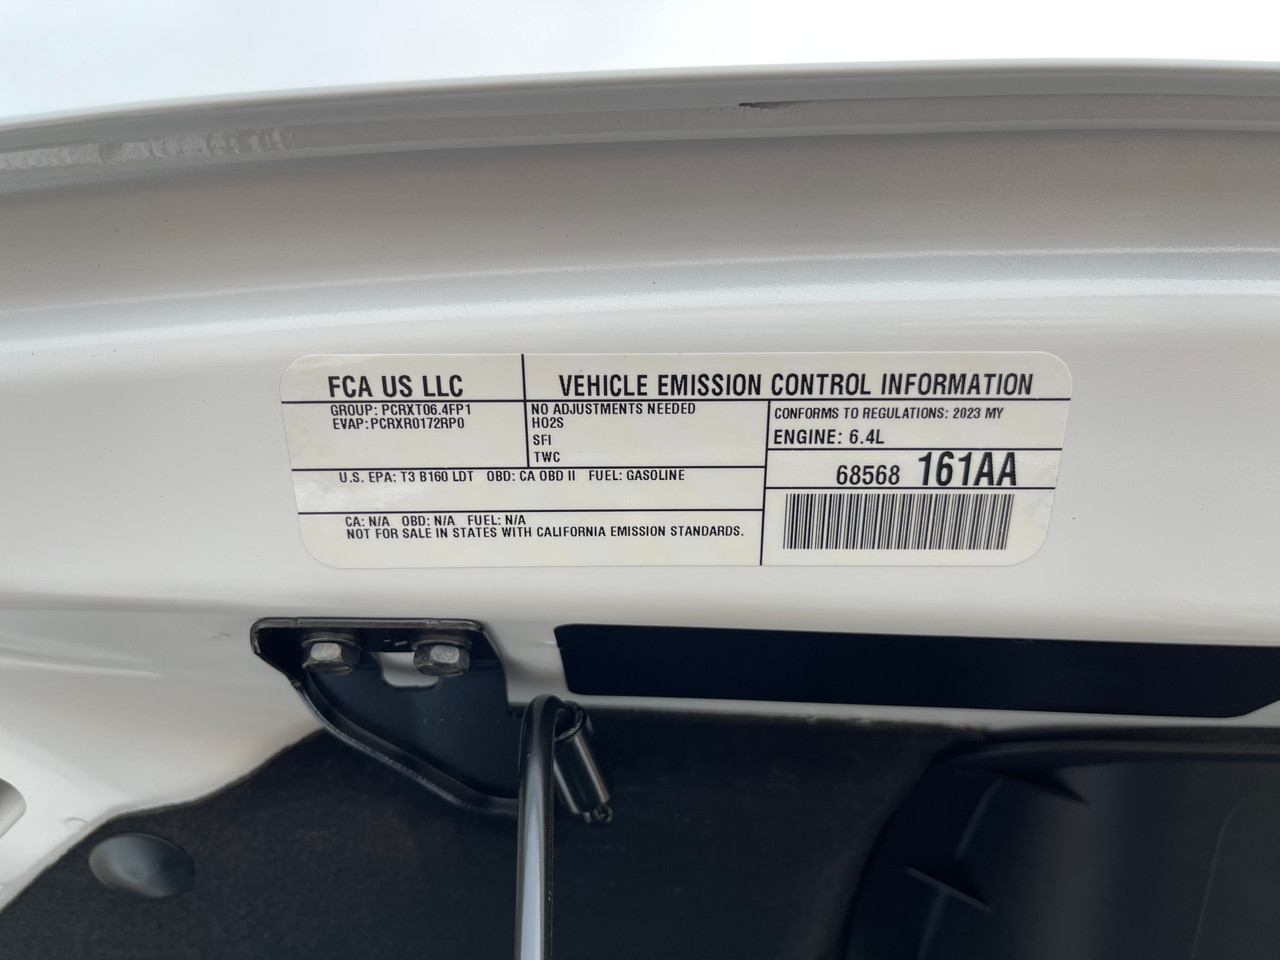 FCA US LLC
VEHICLE EMISSION CONTROL INFORMATION
GROUP: PCRXT06.4FP1
EVAP: PCRXR0172RP0
NO ADJUSTMENTS NEEDED
HO2S
SFI
TWC
CONFORMS TO REGULATIONS: 2023 MY
ENGINE: 6.4L
68568 161AA
U.S. EPA: T3 B160 LDT OBD: CA OBD II FUEL: GASOLINE
CA: N/A OBD: N/A FUEL: N/A
NOT FOR SALE IN STATES WITH CALIFORNIA EMISSION STANDARDS.